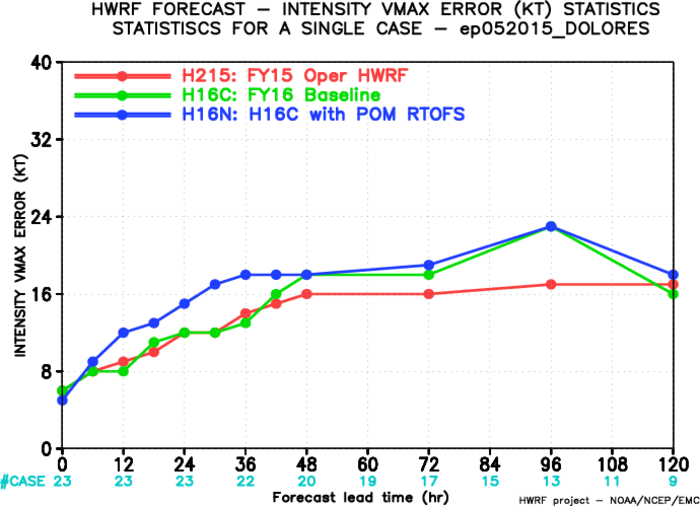 HWRF FORECAST − INTENSITY VMAX ERROR (KT) STATISTICS
STATISTISCS FOR A SINGLE CASE − ep052015_DOLORES
40
H215: FY15 Oper HWRF
H16C: FY16 Baseline
H16N: H16C with POM RTOFS
32
24
16
8
0
INTENSITY VMAX ERROR (KT)
0 12 24 36 48 60 72 84 96 108 120
#CASE 23 23 23 22 20 19 17 15 13 11 9
Forecast lead time (hr)
HWRF project − NOAA/NCEP/EMC